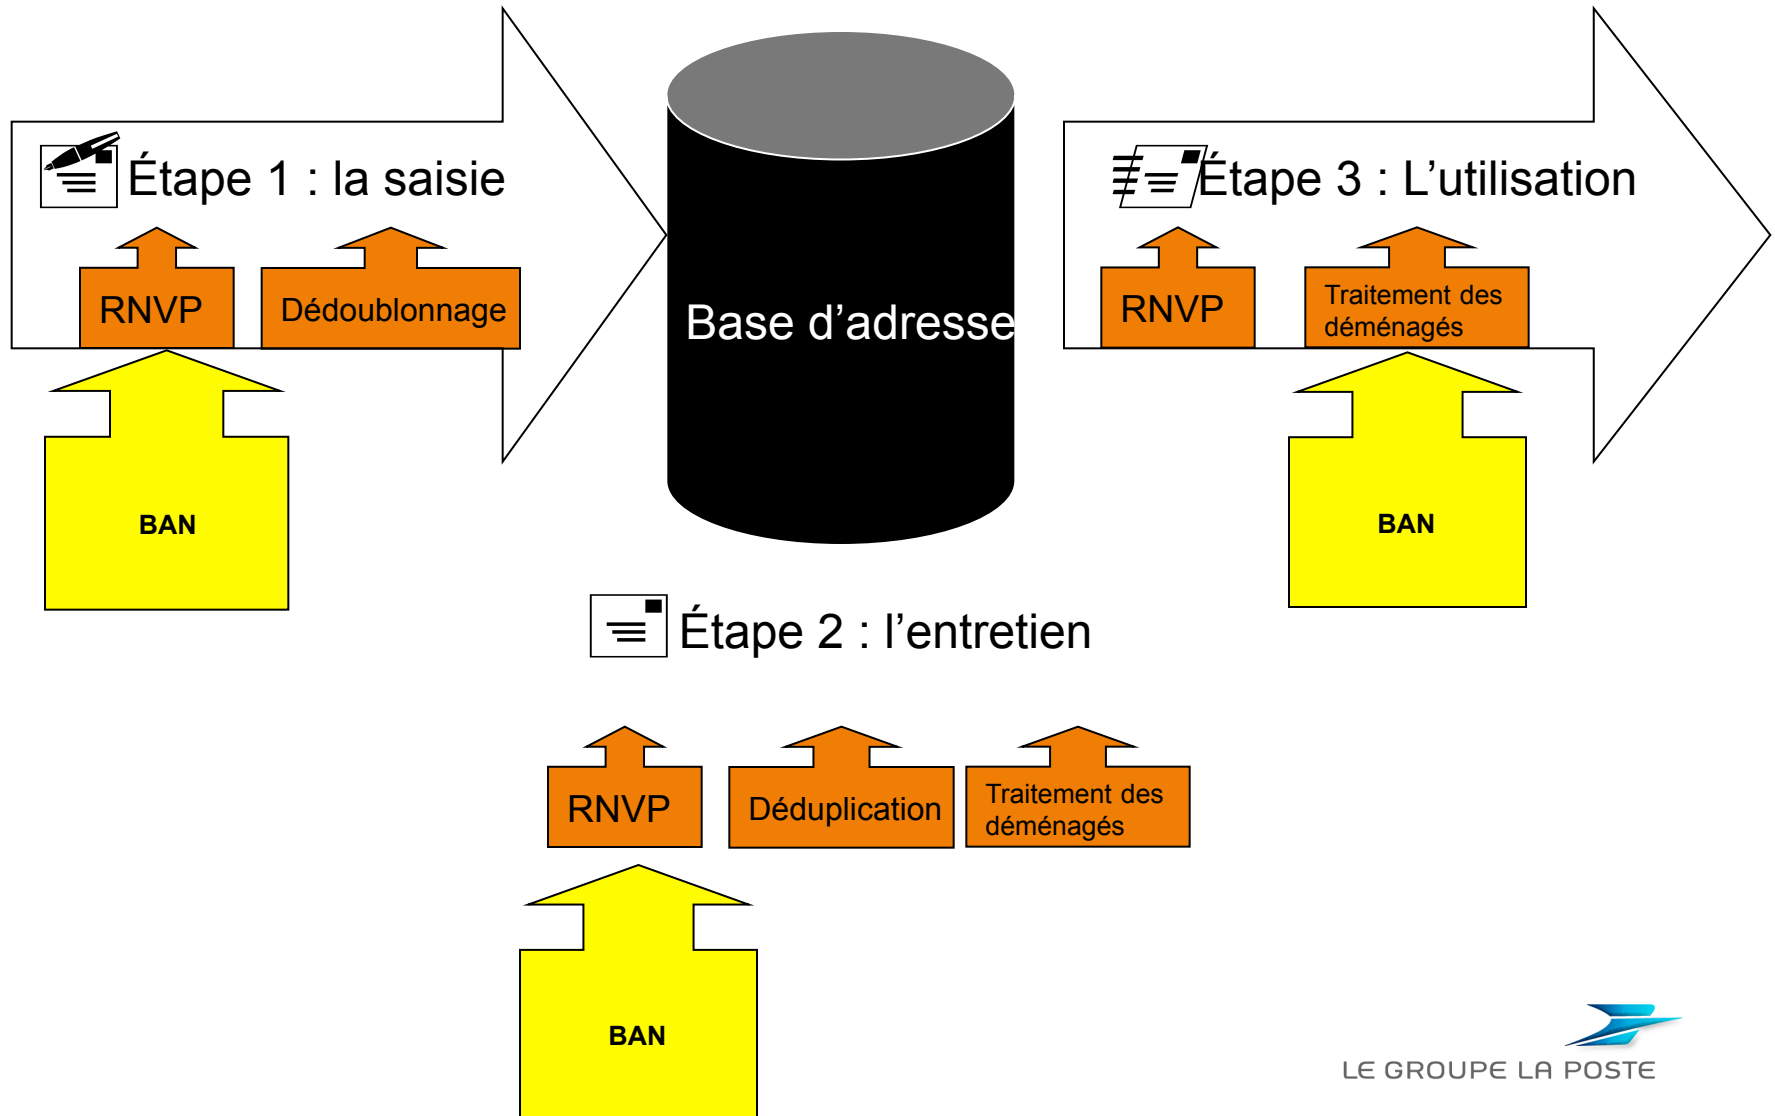 Étape 1 : la saisie
RNVP
Dédoublonnage
BAN
Base d’adresse
Étape 3 : L’utilisation
RNVP
Traitement des
déménagés
BAN
Étape 2 : l’entretien
RNVP
Déduplication
Traitement des
déménagés
BAN
LE GROUPE LA POSTE